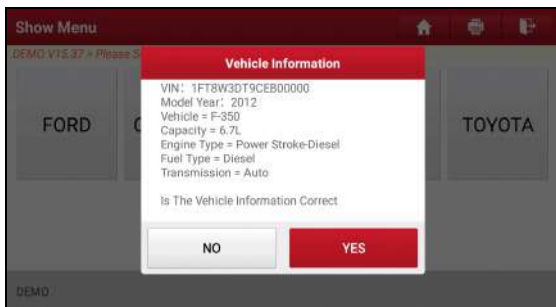 Show Menu
DEMO V15.37 > Please S
Vehicle Information
VIN: 1FT8W3DT9CEB00000
Model Year: 2012
Vehicle = F-350
Capacity = 6.7L
Engine Type = Power Stroke-Diesel
Fuel Type = Diesel
Transmission = Auto
Is The Vehicle Information Correct
FORD
TOYOTA
NO
YES
DEMO